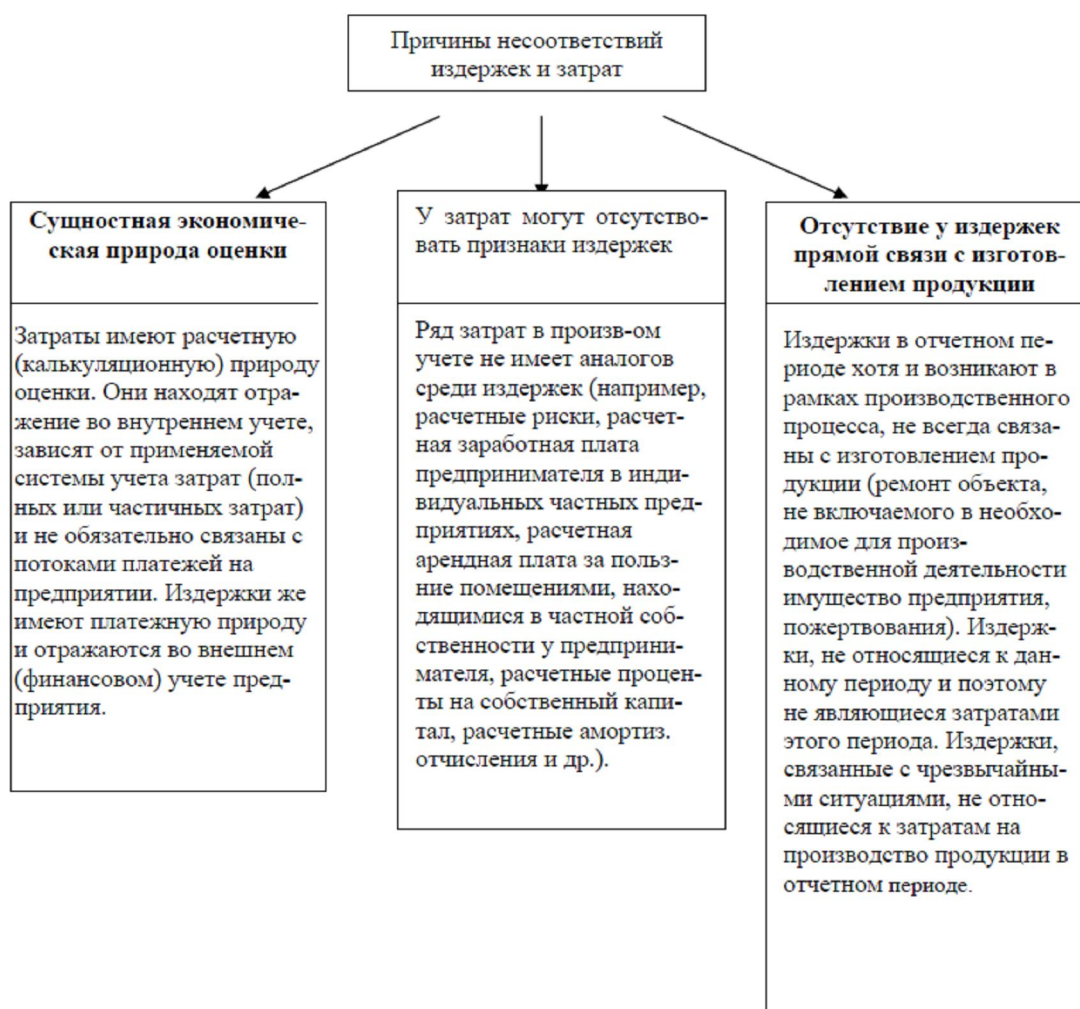 Причины несоответствий
издержек и затрат
Сущностная экономиче-
ская природа оценки
Затраты имеют расчетную
(калькуляционную) природу
оценки. Они находят отра-
жение во внутреннем учете,
зависят от применяемой
системы учета затрат (пол-
ных или частичных затрат)
и не обязательно связаны с
потоками платежей на
предприятии. Издержки же
имеют платежную природу
и отражаются во внешнем
(финансовом) учете пред-
приятия.
У затрат могут отсутство-
вать признаки издержек
Ряд затрат в произв-ом
учете не имеет аналогов
среди издержек (например,
расчетные риски, расчет-
ная заработная плата
предпринимателя в инди-
видуальных частных пред-
приятиях, расчетная
арендная плата за польз-
ние помещениями, нахо-
дящимися в частной соб-
ственности у предприни-
мателя, расчетные процен-
ты на собственный капи-
тал, расчетные амортиз.
отчисления и др.).
Отсутствие у издержек
прямой связи с изготов-
лением продукции
Издержки в отчетном пе-
риоде хотя и возникают в
рамках производственного
процесса, не всегда связа-
ны с изготовлением про-
дукции (ремонт объекта,
не включаемого в необхо-
димое для произ-
водственной деятельности
имущество предприятия,
пожертвования). Издерж-
ки, не относящиеся к дан-
ному периоду и поэтому
не являющиеся затратами
этого периода. Издержки,
связанные с чрезвычайны-
ми ситуациями, не отно-
сящиеся к затратам на
производство продукции в
отчетном периоде.